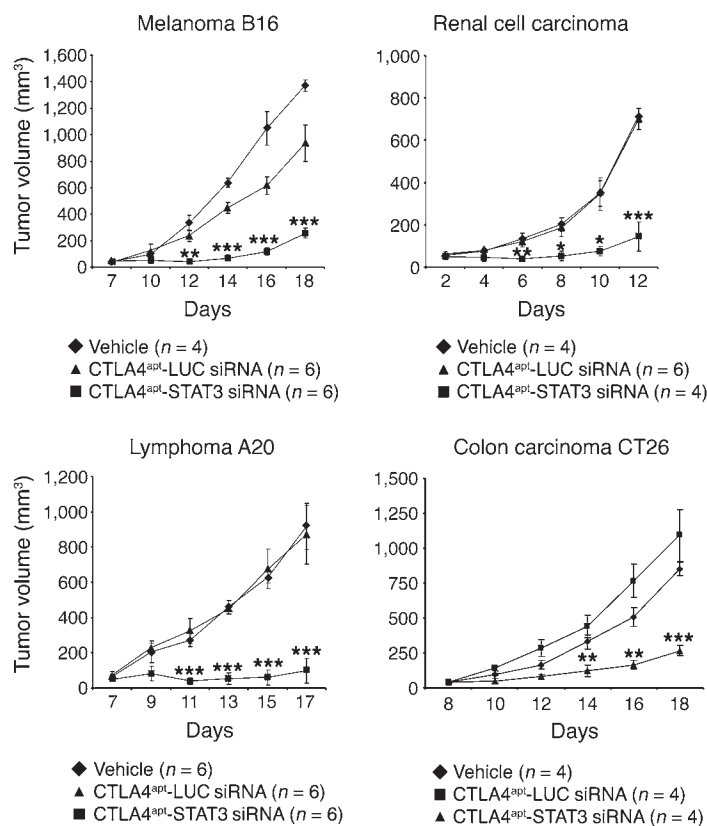 Melanoma B16
Tumor volume (mm³)
1,600
1,400
1,200
1,000
800
600
400
200
0
** *** *** ***
7 9 12 14 16 18
Days
◆ Vehicle (n = 4)
▲ CTLA4ᵃᵖᵗ-LUC siRNA (n = 6)
■ CTLA4ᵃᵖᵗ-STAT3 siRNA (n = 6)
Renal cell carcinoma
1,000
800
600
400
200
0
** * * ***
2 4 6 8 10 12
Days
◆ Vehicle (n = 4)
▲ CTLA4ᵃᵖᵗ-LUC siRNA (n = 6)
■ CTLA4ᵃᵖᵗ-STAT3 siRNA (n = 4)
Lymphoma A20
Tumor volume (mm³)
1,200
1,000
800
600
400
200
0
*** *** *** ***
7 9 11 13 15 17
Days
◆ Vehicle (n = 6)
▲ CTLA4ᵃᵖᵗ-LUC siRNA (n = 6)
■ CTLA4ᵃᵖᵗ-STAT3 siRNA (n = 6)
Colon carcinoma CT26
1,500
1,250
1,000
750
500
250
0
** ** ***
8 10 12 14 16 18
Days
◆ Vehicle (n = 4)
■ CTLA4ᵃᵖᵗ-LUC siRNA (n = 4)
▲ CTLA4ᵃᵖᵗ-STAT3 siRNA (n = 4)